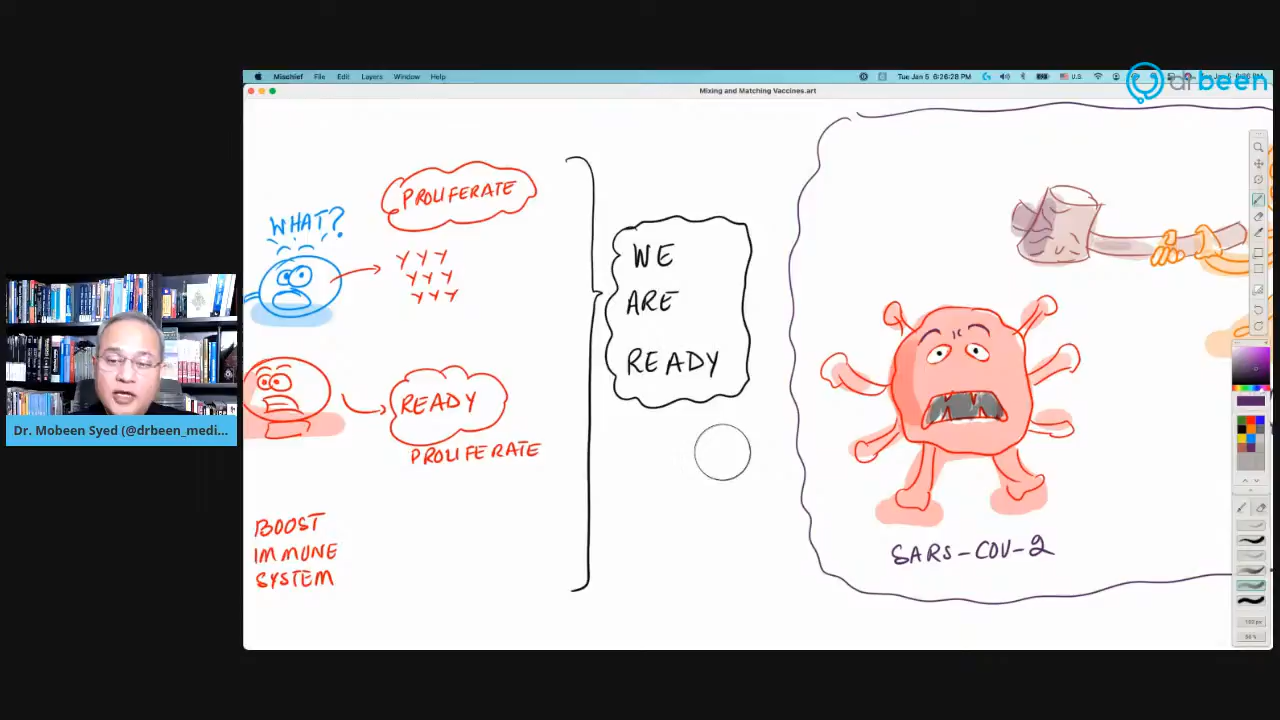 Mischief File Edit Layers Window Help
Tue Jan 5 6:26:28 PM
U.S.
drbeen
Mixing and Matching Vaccines.art
PROLIFERATE
WHAT?
Y Y Y
Y Y Y
Y Y Y
WE
ARE
READY
READY
PROLIFERATE
BOOST
IMMUNE
SYSTEM
SARS-COV-2
Dr. Mobeen Syed (@drbeen_medi...